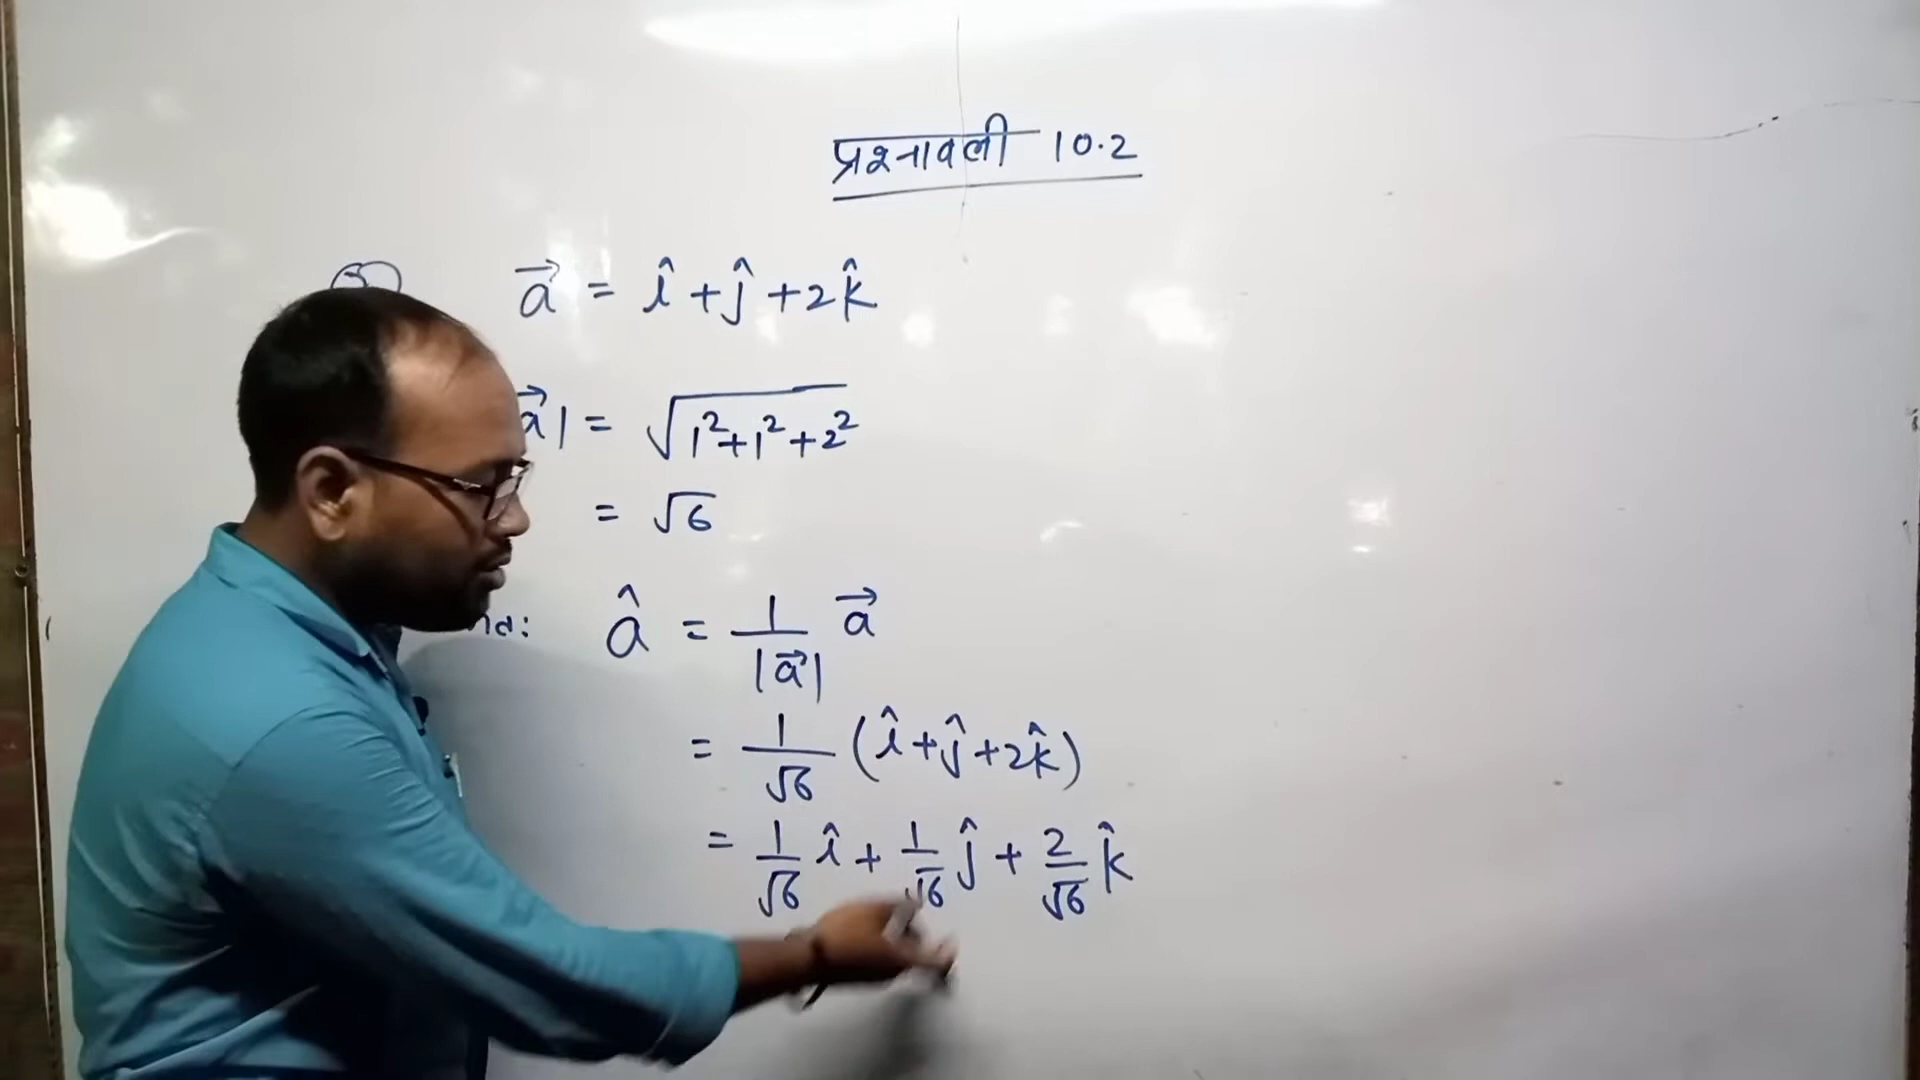 प्रश्नावली 10.2
a⃗ = î + ĵ + 2k̂
a⃗| = √(1² + 1² + 2²)
= √6
â = 1/|a⃗| a⃗
= 1/√6 (î + ĵ + 2k̂)
= 1/√6 î + 1/√6 ĵ + 2/√6 k̂